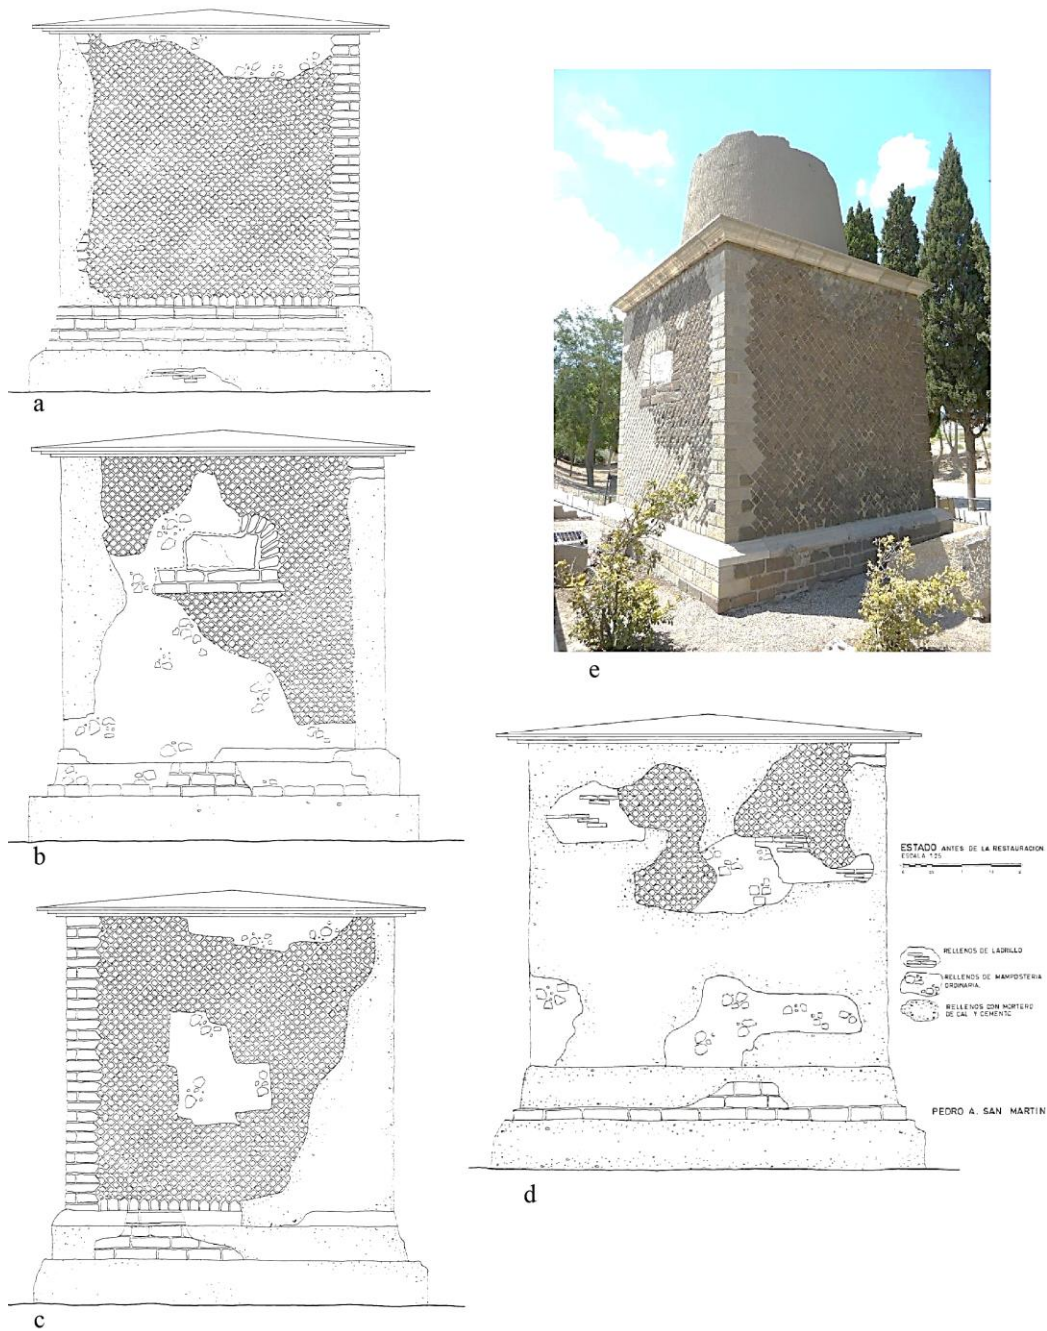 a
e
b
ESTADO ANTES DE LA RESTAURACION
ESCALA 1:25
RELLENOS DE LADRILLO
RELLENOS DE MAMPOSTERIA
ORDINARIA.
RELLENOS CON MORTERO
DE CAL Y CEMENTO
PEDRO A. SAN MARTIN
d
c